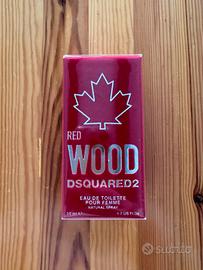 RED
WOOD
DSQUARED2
EAU DE TOILETTE
POUR FEMME
NATURAL SPRAY
Subito